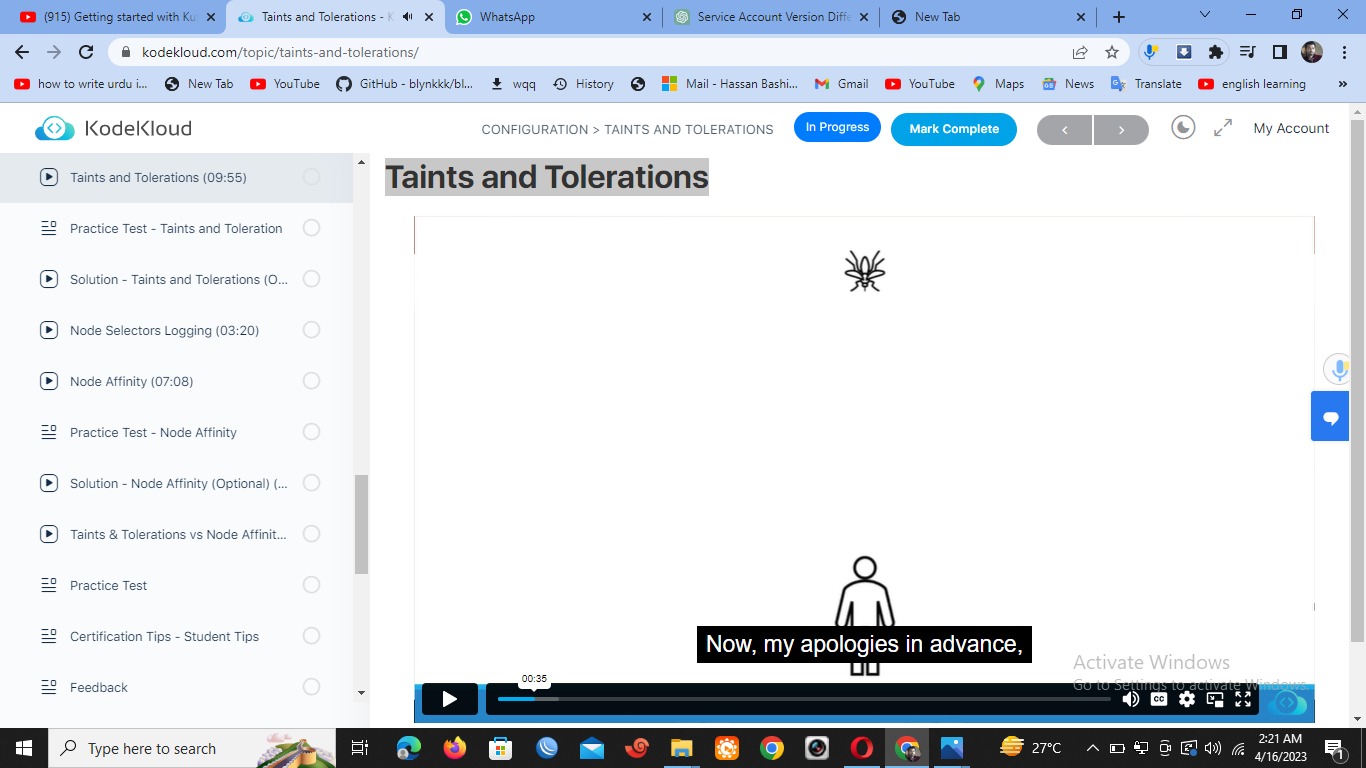 (915) Getting started with Ku
Taints and Tolerations - K
WhatsApp
Service Account Version Diffe
New Tab
kodekloud.com/topic/taints-and-tolerations/
how to write urdu i...
New Tab
YouTube
GitHub - blynkkk/bl...
wqq
History
Mail - Hassan Bashi...
Gmail
YouTube
Maps
News
Translate
english learning
»
KodeKloud
CONFIGURATION > TAINTS AND TOLERATIONS
In Progress
Mark Complete
My Account
Taints and Tolerations (09:55)
Practice Test - Taints and Toleration
Solution - Taints and Tolerations (O...
Node Selectors Logging (03:20)
Node Affinity (07:08)
Practice Test - Node Affinity
Solution - Node Affinity (Optional) (...
Taints & Tolerations vs Node Affinit...
Practice Test
Certification Tips - Student Tips
Feedback
Taints and Tolerations
Now, my apologies in advance,
Activate Windows
Go to Settings to activate Windows.
00:35
CC
Type here to search
27°C
2:21 AM
4/16/2023
1